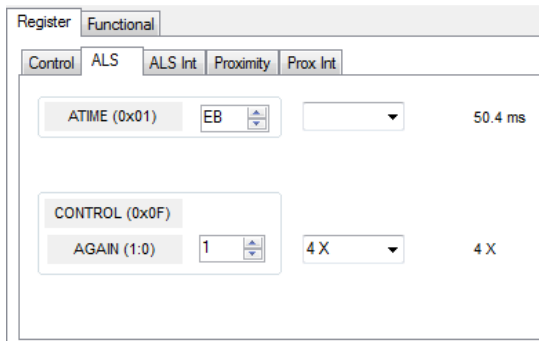 Register Functional
Control ALS ALS Int Proximity Prox Int
ATIME (0x01) EB 50.4 ms
CONTROL (0x0F)
AGAIN (1:0) 1 4 X 4 X